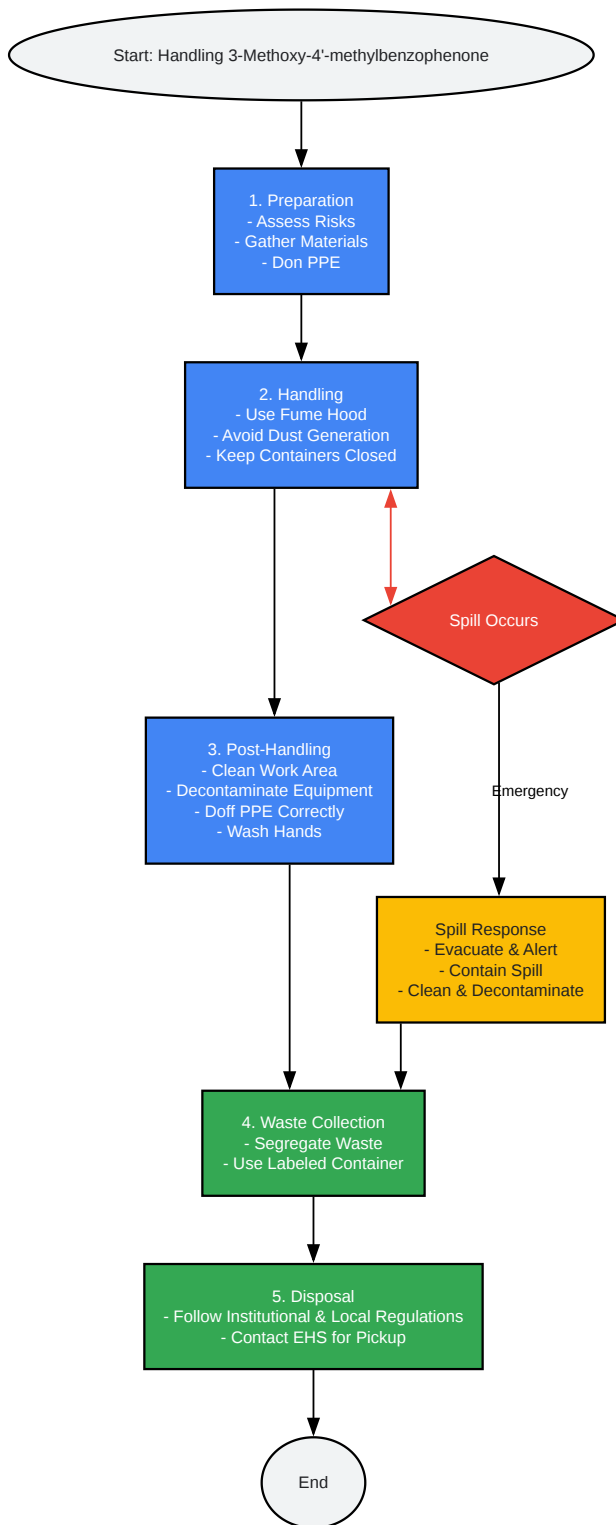 Start: Handling 3-Methoxy-4'-methylbenzophenone
1. Preparation
- Assess Risks
- Gather Materials
- Don PPE
2. Handling
- Use Fume Hood
- Avoid Dust Generation
- Keep Containers Closed
Spill Occurs
3. Post-Handling
- Clean Work Area
- Decontaminate Equipment
- Doff PPE Correctly
- Wash Hands
Emergency
Spill Response
- Evacuate & Alert
- Contain Spill
- Clean & Decontaminate
4. Waste Collection
- Segregate Waste
- Use Labeled Container
5. Disposal
- Follow Institutional & Local Regulations
- Contact EHS for Pickup
End